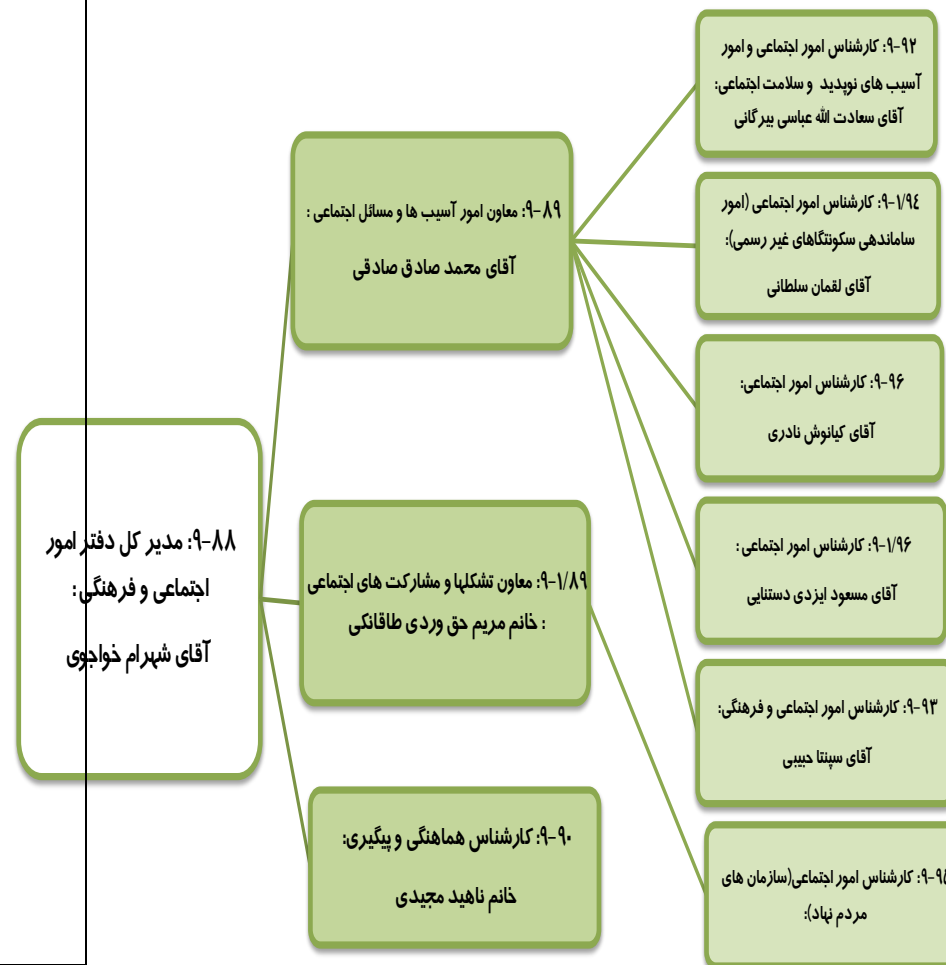 ۹-۸۸: مدیر کل دفتر امور
اجتماعی و فرهنگی:
آقای شهرام خواجوی
۹-۸۹: معاون امور آسیب ها و مسائل اجتماعی :
آقای محمد صادق صادقی
۹-۱/۸۹: معاون تشکلها و مشارکت های اجتماعی
: خانم مریم حق وردی طاقانکی
۹-۹۰: کارشناس هماهنگی و پیگیری:
خانم ناهید مجیدی
۹-۹۲: کارشناس امور اجتماعی و امور
آسیب های نوپدید و سلامت اجتماعی:
آقای سعادت الله عباسی بیرگانی
۹-۱/۹٤: کارشناس امور اجتماعی (امور
ساماندهی سکونتگاهای غیر رسمی):
آقای لقمان سلطانی
۹-۹۶: کارشناس امور اجتماعی:
آقای کیانوش نادری
۹-۱/۹۶: کارشناس امور اجتماعی :
آقای مسعود ایزدی دستنایی
۹-۹۳: کارشناس امور اجتماعی و فرهنگی:
آقای سپنتا حبیبی
کارشناس امور اجتماعی(سازمان های
مردم نهاد):